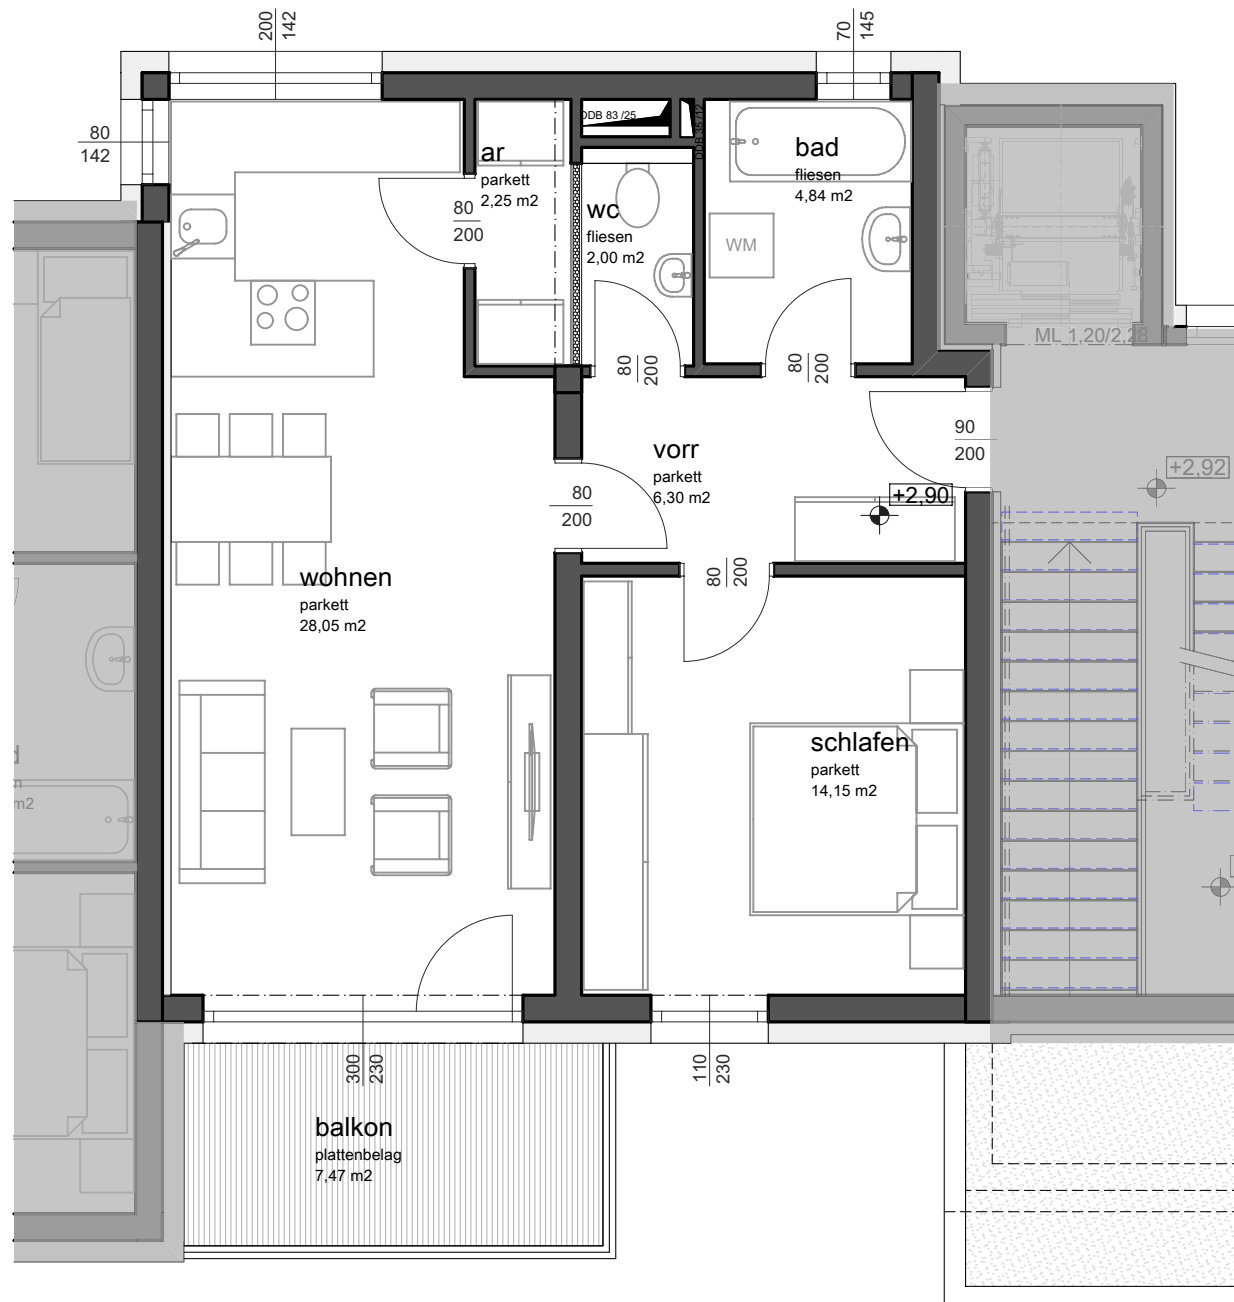 200
142
70
145
80
142
DDB 83 /25
ar
parkett
2,25 m2
bad
fliesen
4,84 m2
wc
fliesen
2,00 m2
80
200
WM
ML 1,20/2,28
80
200
80
200
90
200
vorr
parkett
6,30 m2
+2,92
+2,90
80
200
80
200
wohnen
parkett
28,05 m2
schlafen
parkett
14,15 m2
m2
300
230
110
230
balkon
plattenbelag
7,47 m2